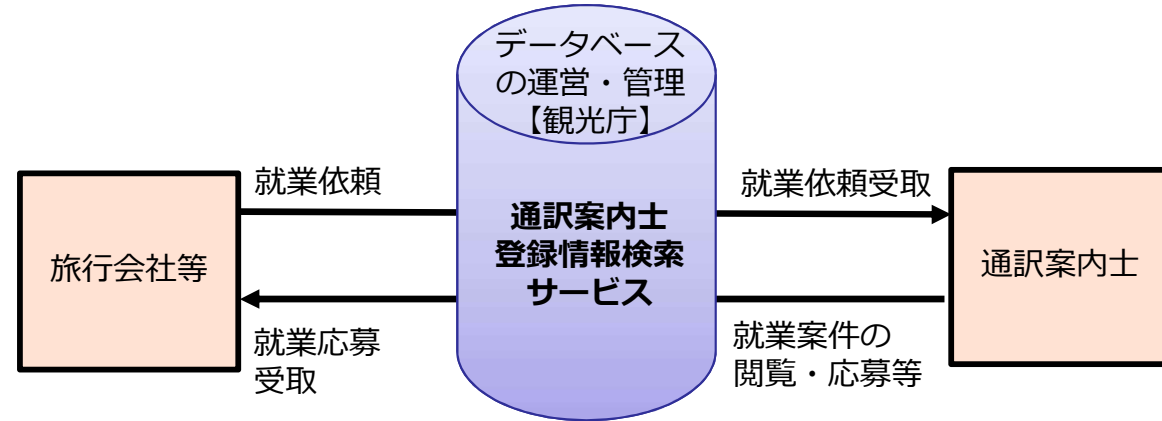 データベース
の運営・管理
【観光庁】
就業依頼
就業依頼受取
旅行会社等
通訳案内士
登録情報検索
サービス
通訳案内士
就業応募
受取
就業案件の
閲覧・応募等